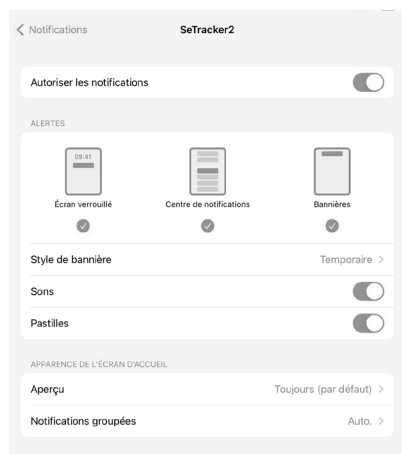 Notifications
SeTracker2
Autoriser les notifications
ALERTES
09:41
Écran verrouillé
Centre de notifications
Bannières
Style de bannière
Temporaire
Sons
Pastilles
APPARENCE DE L'ÉCRAN D'ACCUEIL
Aperçu
Toujours (par défaut)
Notifications groupées
Auto.